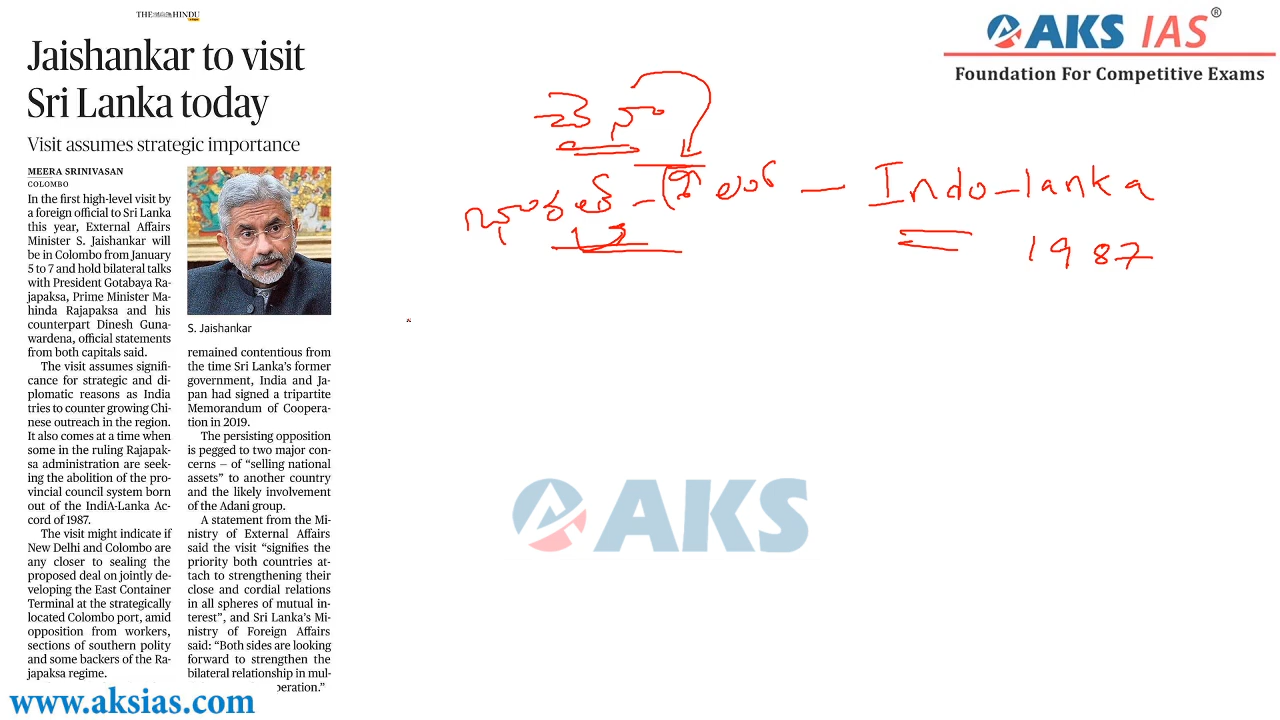 THE HINDU
Jaishankar to visit
Sri Lanka today
Visit assumes strategic importance
MEERA SRINIVASAN
COLOMBO
In the first high-level visit by
a foreign official to Sri Lanka
this year, External Affairs
Minister S. Jaishankar will
be in Colombo from January
5 to 7 and hold bilateral talks
with President Gotabaya Ra-
japaksa, Prime Minister Ma-
hinda Rajapaksa and his
counterpart Dinesh Guna-
wardena, official statements
from both capitals said.
The visit assumes signifi-
cance for strategic and di-
plomatic reasons as India
tries to counter growing Chi-
nese outreach in the region.
It also comes at a time when
some in the ruling Rajapak-
sa administration are seek-
ing the abolition of the pro-
vincial council system born
out of the IndiA-Lanka Ac-
cord of 1987.
The visit might indicate if
New Delhi and Colombo are
any closer to sealing the
proposed deal on jointly de-
veloping the East Container
Terminal at the strategically
located Colombo port, amid
opposition from workers,
sections of southern polity
and some backers of the Ra-
japaksa regime.
S. Jaishankar
remained contentious from
the time Sri Lanka's former
government, India and Ja-
pan had signed a tripartite
Memorandum of Coopera-
tion in 2019.
The persisting opposition
is pegged to two major con-
cerns – of “selling national
assets” to another country
and the likely involvement
of the Adani group.
A statement from the Mi-
nistry of External Affairs
said the visit “signifies the
priority both countries at-
tach to strengthening their
close and cordial relations
in all spheres of mutual in-
terest”, and Sri Lanka's Mi-
nistry of Foreign Affairs
said: “Both sides are looking
forward to strengthen the
bilateral relationship in mul-
peration.”
AKS IAS®
Foundation For Competitive Exams
— Indo-lanka
1987
AKS
www.aksias.com